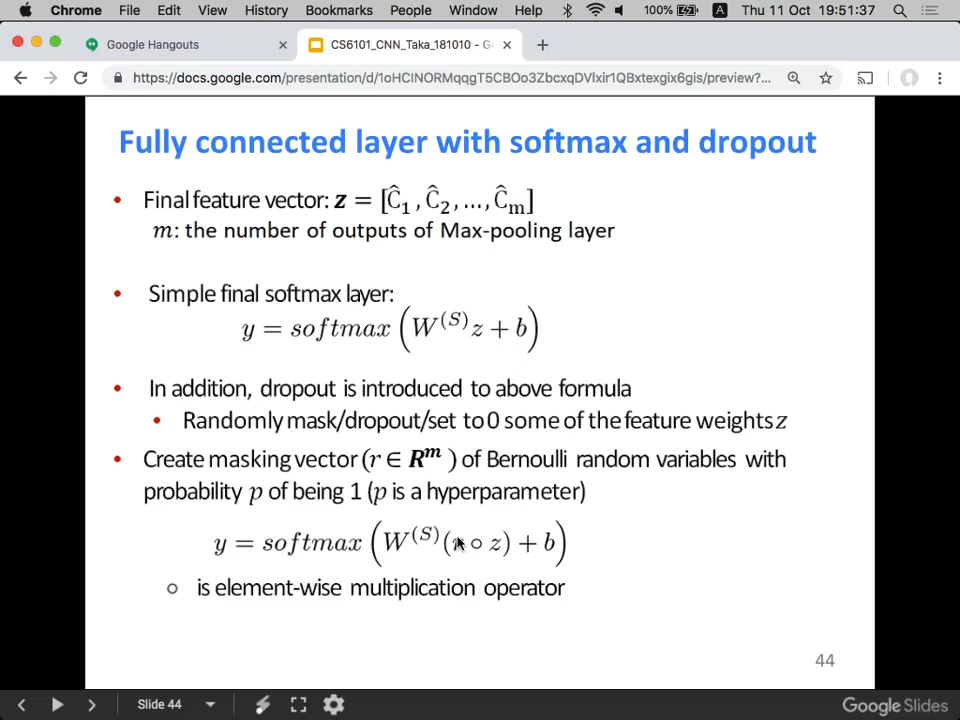 Chrome File Edit View History Bookmarks People Window Help 100% A Thu 11 Oct 19:51:37
Google Hangouts × CS6101_CNN_Taka_181010 - Go × +
https://docs.google.com/presentation/d/1oHClNORMqqgT5CBOo3ZbcxqDVlxir1QBxtexgix6gis/preview?...
Fully connected layer with softmax and dropout
• Final feature vector: z = [Ĉ₁, Ĉ₂, ..., Ĉₘ]
m: the number of outputs of Max-pooling layer
• Simple final softmax layer:
y = softmax (W^(S) z + b)
• In addition, dropout is introduced to above formula
• Randomly mask/dropout/set to 0 some of the feature weights z
• Create masking vector (r ∈ R^m) of Bernoulli random variables with
probability p of being 1 (p is a hyperparameter)
y = softmax (W^(S) (r ∘ z) + b)
○ is element-wise multiplication operator
44
Slide 44 Google Slides